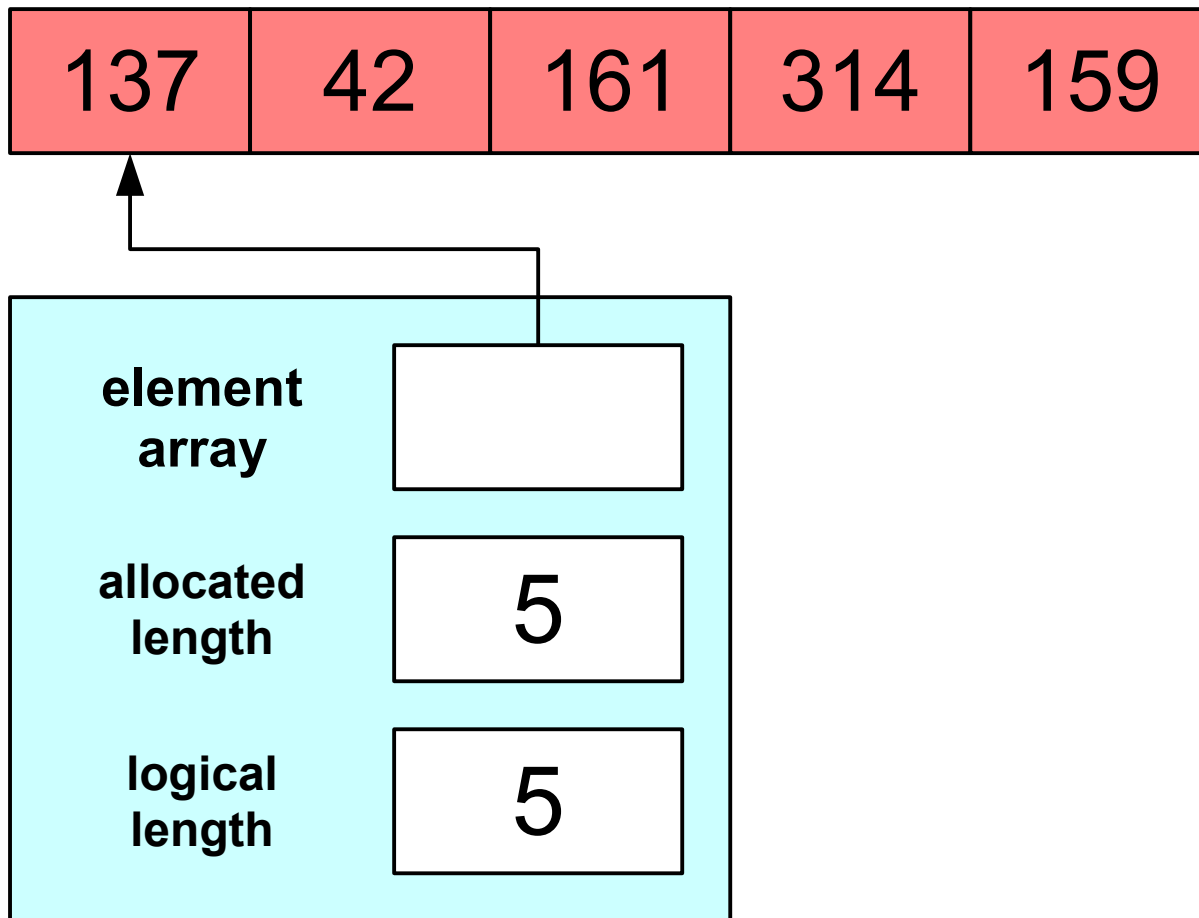 137 42 161 314 159
element
array
allocated
length
5
logical
length
5